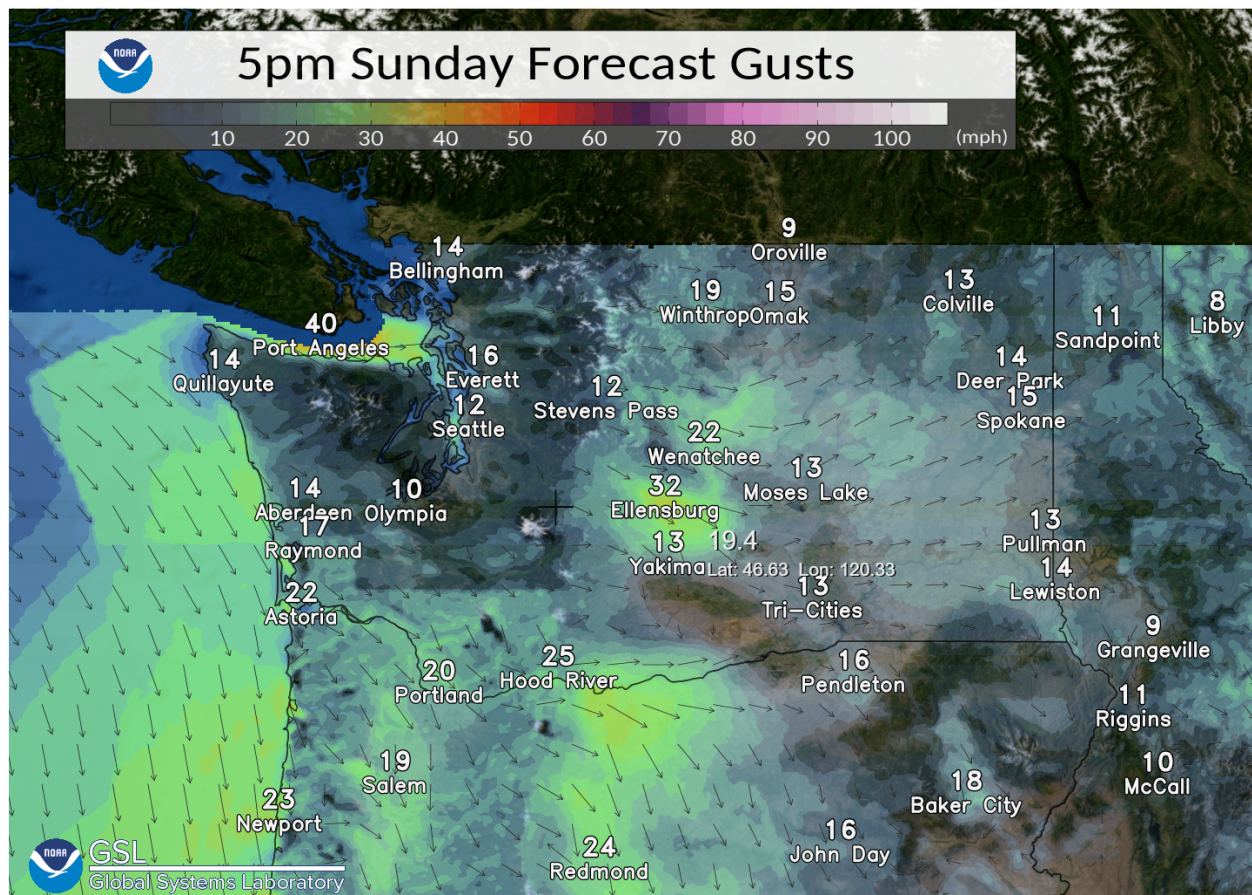 NOAA
5pm Sunday Forecast Gusts
10 20 30 40 50 60 70 80 90 100 (mph)
9
Oroville
14
Bellingham
19
Winthrop
15
Omak
13
Colville
11
Sandpoint
8
Libby
40
Port Angeles
14
Quillayute
16
Everett
12
Stevens Pass
14
Deer Park
15
Spokane
12
Seattle
22
Wenatchee
13
Moses Lake
32
Ellensburg
14
Aberdeen
10
Olympia
17
Raymond
13
Yakima
19.4
Lat: 46.63 Lon: 120.33
13
Pullman
14
Lewiston
13
Tri-Cities
22
Astoria
9
Grangeville
25
Hood River
20
Portland
16
Pendleton
11
Riggins
19
Salem
18
Baker City
10
McCall
23
Newport
24
Redmond
16
John Day
NOAA
GSL
Global Systems Laboratory